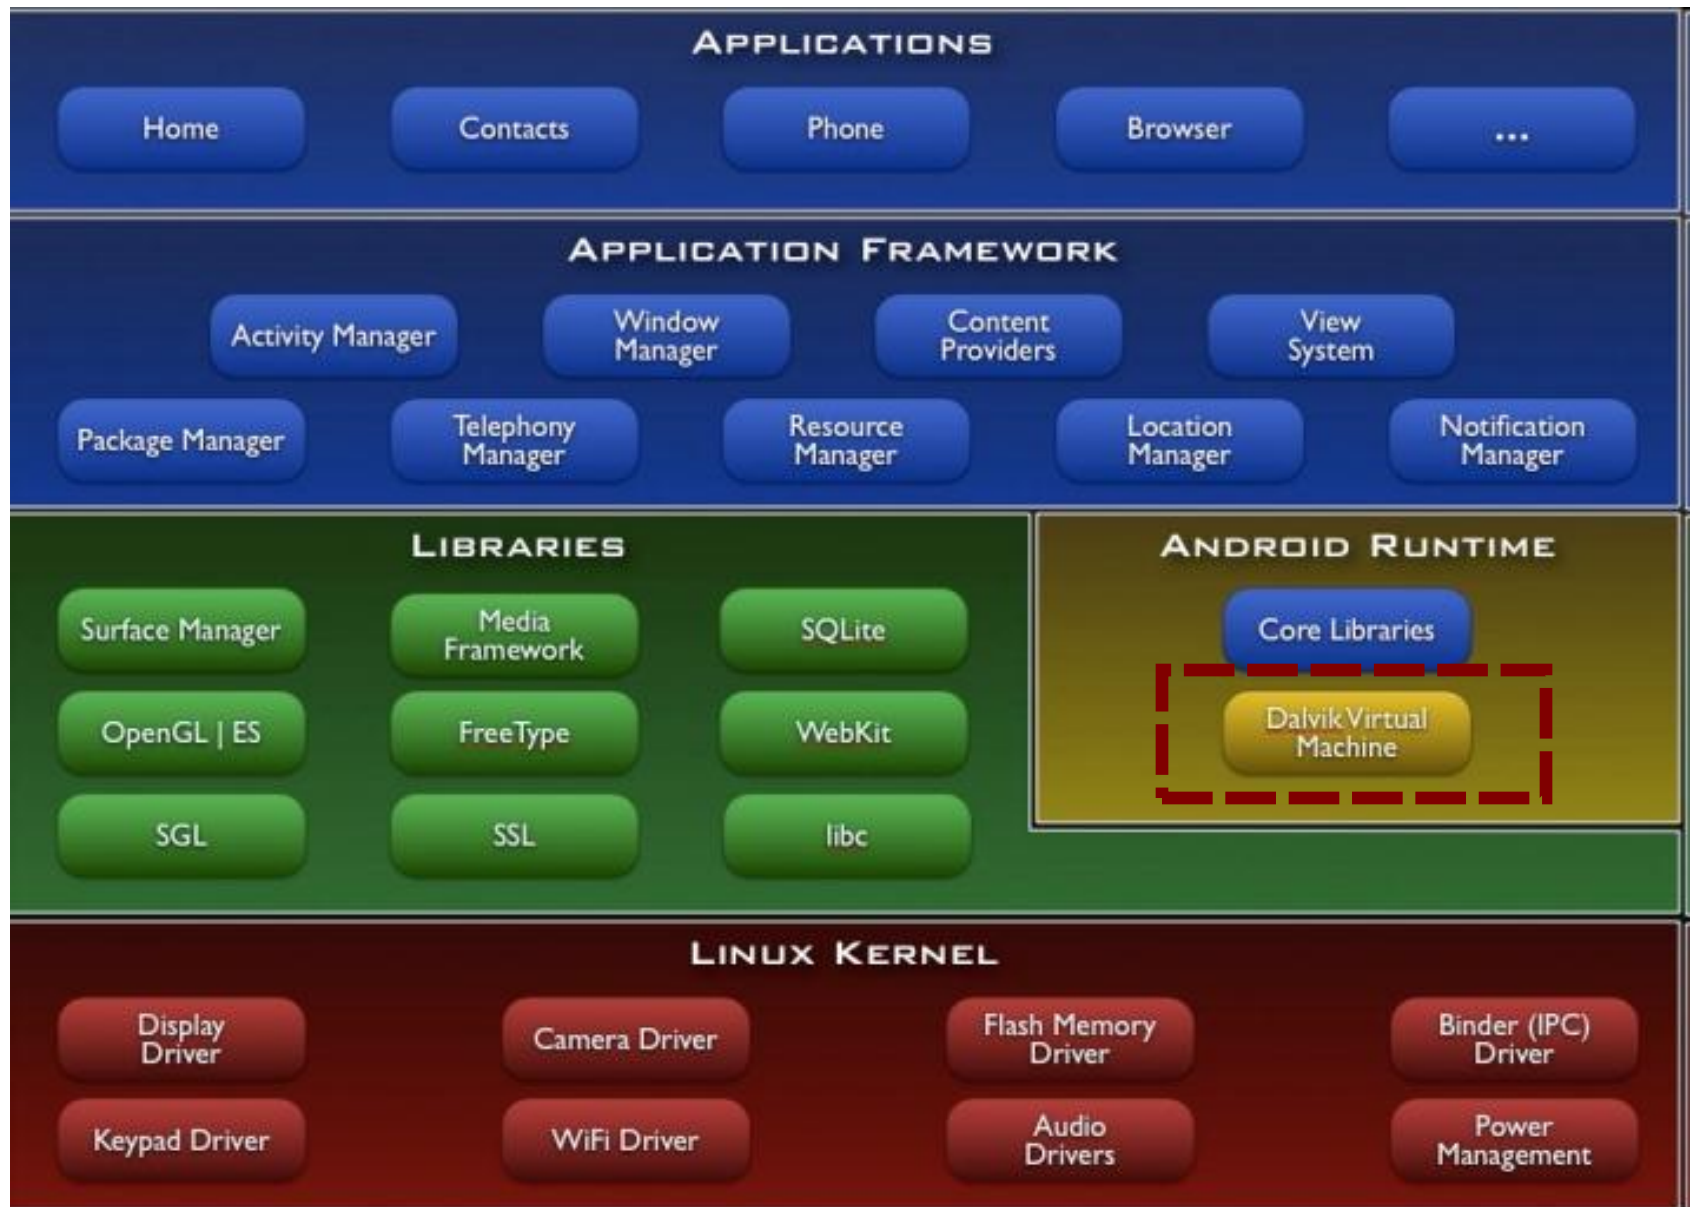 APPLICATIONS
Home
Contacts
Phone
Browser
...
APPLICATION FRAMEWORK
Activity Manager
Window
Manager
Content
Providers
View
System
Package Manager
Telephony
Manager
Resource
Manager
Location
Manager
Notification
Manager
LIBRARIES
Surface Manager
Media
Framework
SQLite
OpenGL | ES
FreeType
WebKit
SGL
SSL
libc
ANDROID RUNTIME
Core Libraries
Dalvik Virtual
Machine
LINUX KERNEL
Display
Driver
Camera Driver
Flash Memory
Driver
Binder (IPC)
Driver
Keypad Driver
WiFi Driver
Audio
Drivers
Power
Management